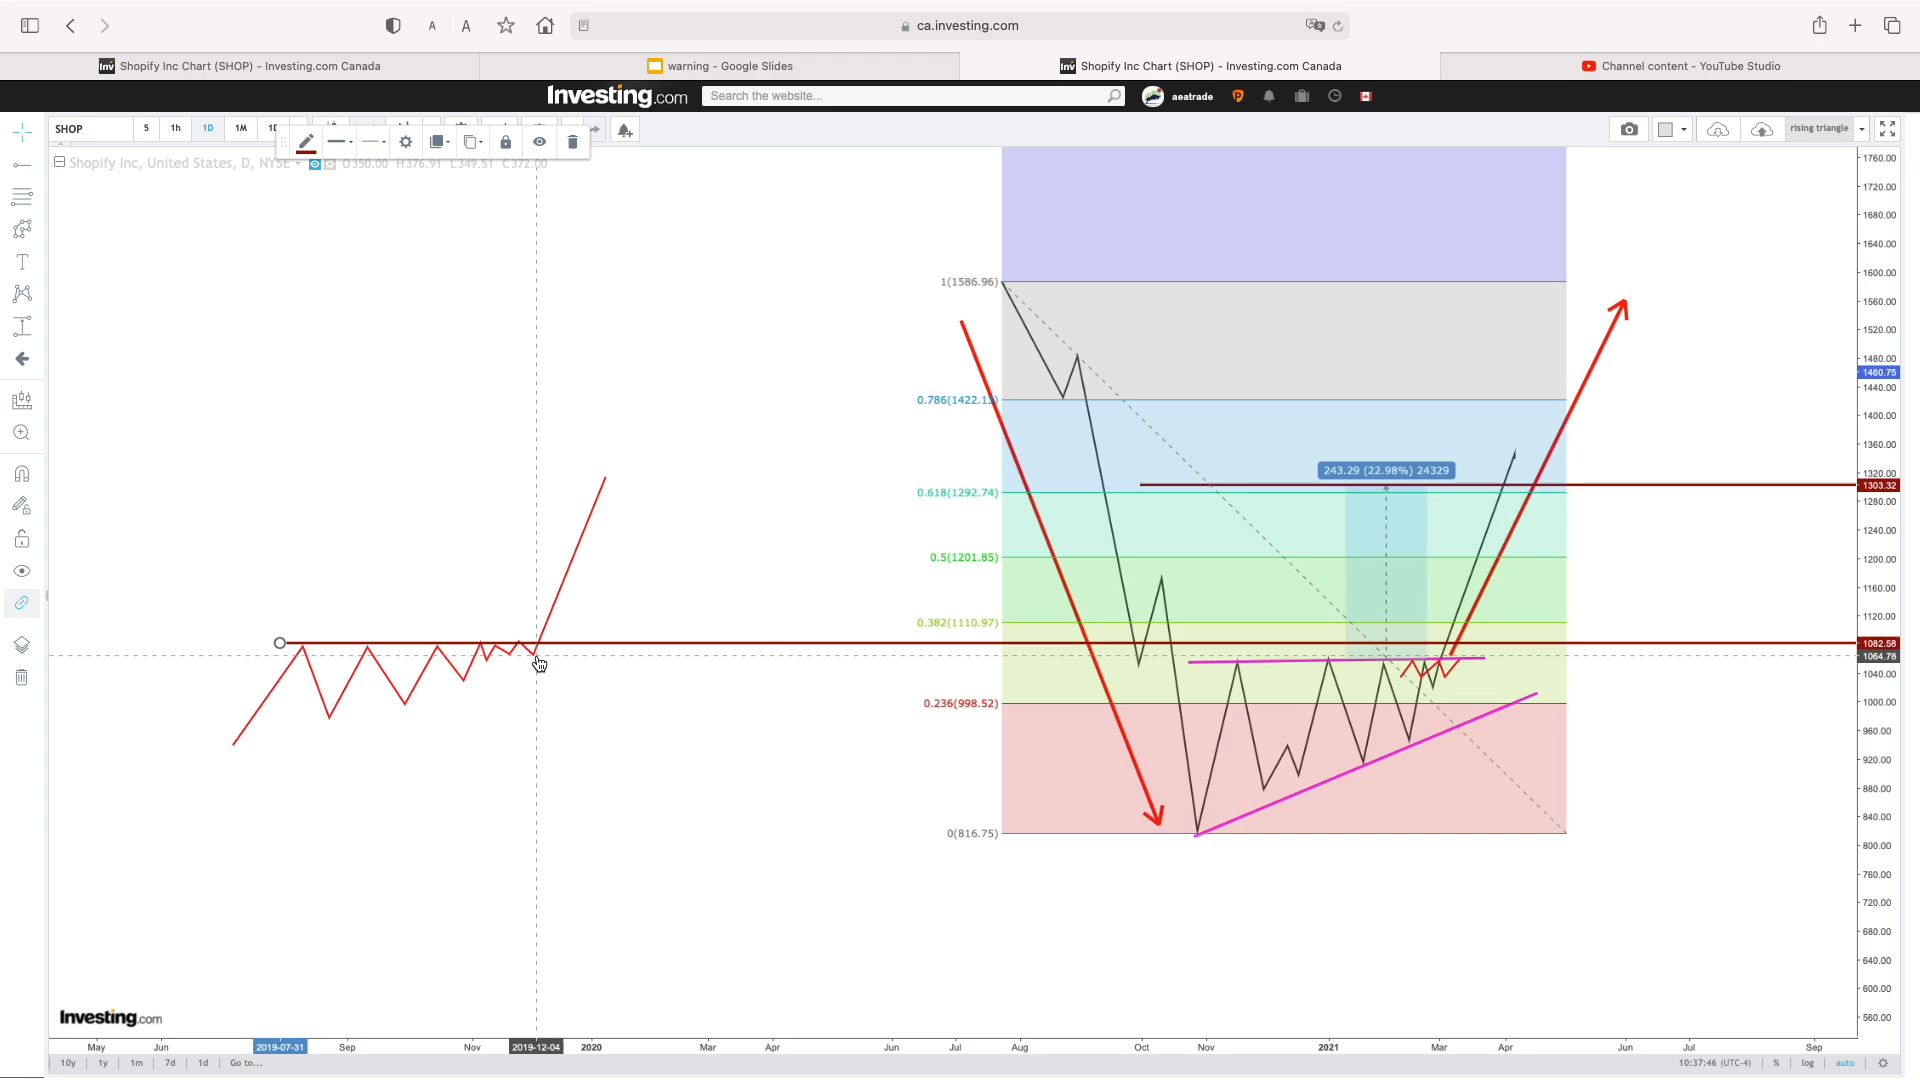 A A
ca.investing.com
Shopify Inc Chart (SHOP) - Investing.com Canada
warning - Google Slides
Shopify Inc Chart (SHOP) - Investing.com Canada
Channel content - YouTube Studio
Investing.com
Search the website...
aeatrade
SHOP
5
1h
1D
1M
rising triangle
Shopify Inc, United States, D, NYSE
O350.00 H376.91 L349.51 C372.00
1760.00
1720.00
1680.00
1640.00
1600.00
1560.00
1520.00
1480.00
1460.75
1440.00
1400.00
1360.00
1320.00
1303.32
1280.00
1240.00
1200.00
1160.00
1120.00
1082.58
1064.78
1040.00
1000.00
960.00
920.00
880.00
840.00
800.00
760.00
720.00
680.00
640.00
600.00
560.00
1(1586.96)
0.786(1422.13)
0.618(1292.74)
0.5(1201.85)
0.382(1110.97)
0.236(998.52)
0(816.75)
243.29 (22.98%) 24329
Investing.com
May Jun 2019-07-31 Sep Nov 2019-12-04 2020 Mar Apr Jun Jul Aug Oct Nov 2021 Mar Apr Jun Jul Sep
10y 1y 1m 7d 1d Go to...
10:37:46 (UTC-4) % log auto